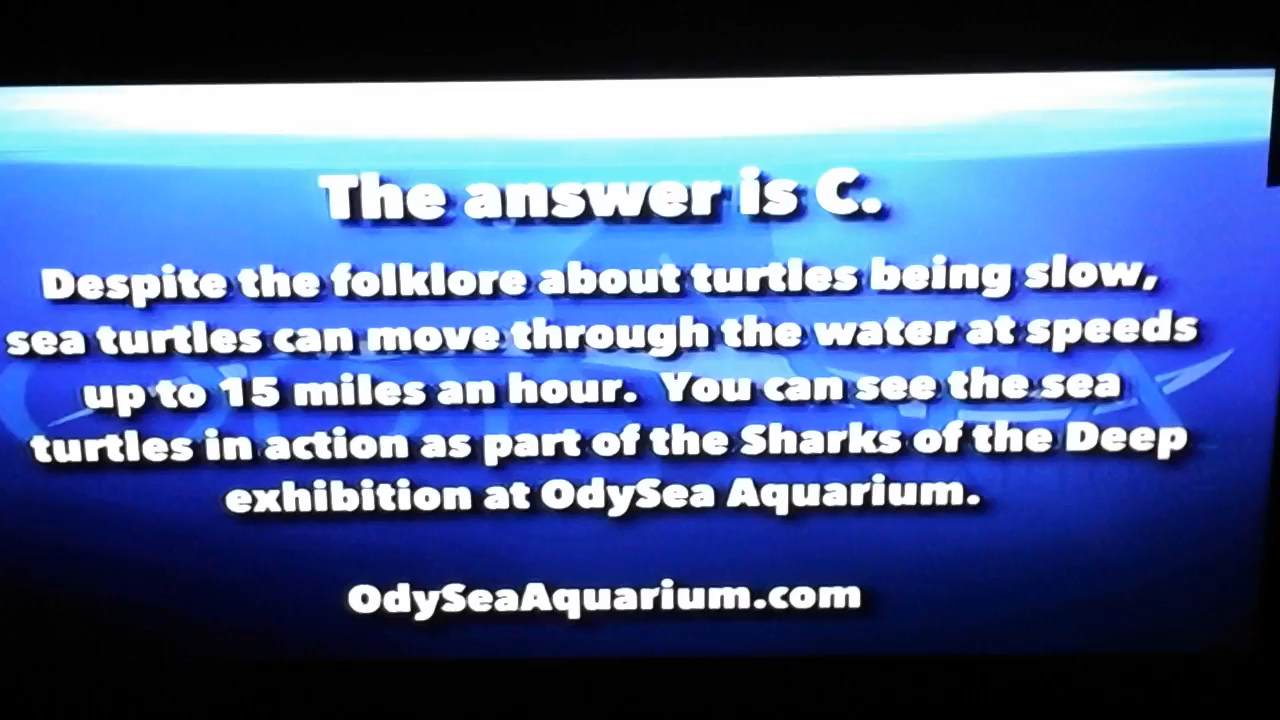 The answer is C.
Despite the folklore about turtles being slow,
sea turtles can move through the water at speeds
up to 15 miles an hour.  You can see the sea
turtles in action as part of the Sharks of the Deep
exhibition at OdySea Aquarium.
OdySeaAquarium.com